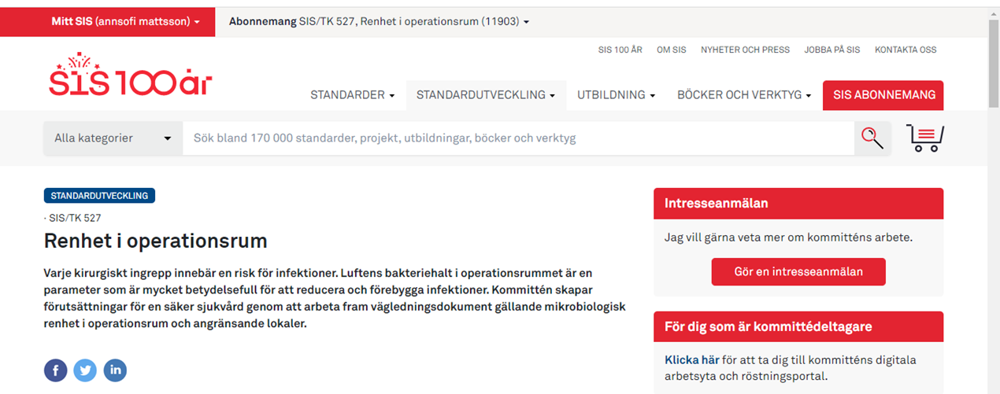 Mitt SIS (annsofi mattsson)
Abonnemang SIS/TK 527, Renhet i operationsrum (11903)
SIS 100 ÅR OM SIS NYHETER OCH PRESS JOBBA PÅ SIS KONTAKTA OSS
SIS 100 år
STANDARDER STANDARDUTVECKLING UTBILDNING BÖCKER OCH VERKTYG SIS ABONNEMANG
Alla kategorier
Sök bland 170 000 standarder, projekt, utbildningar, böcker och verktyg
STANDARDUTVECKLING
· SIS/TK 527
Renhet i operationsrum
Varje kirurgiskt ingrepp innebär en risk för infektioner. Luftens bakteriehalt i operationsrummet är en
parameter som är mycket betydelsefull för att reducera och förebygga infektioner. Kommittén skapar
förutsättningar för en säker sjukvård genom att arbeta fram vägledningsdokument gällande mikrobiologisk
renhet i operationsrum och angränsande lokaler.
f
in
Intresseanmälan
Jag vill gärna veta mer om kommitténs arbete.
Gör en intresseanmälan
För dig som är kommittédeltagare
Klicka här för att ta dig till kommitténs digitala
arbetsyta och röstningsportal.